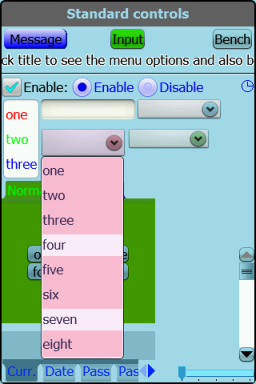 Standard controls
Message Input Bench
ck title to see the menu options and also b
Enable: Enable Disable
one
two
three
Norma
one
two
three
four
five
six
seven
eight
Curr. Date Pass Pas